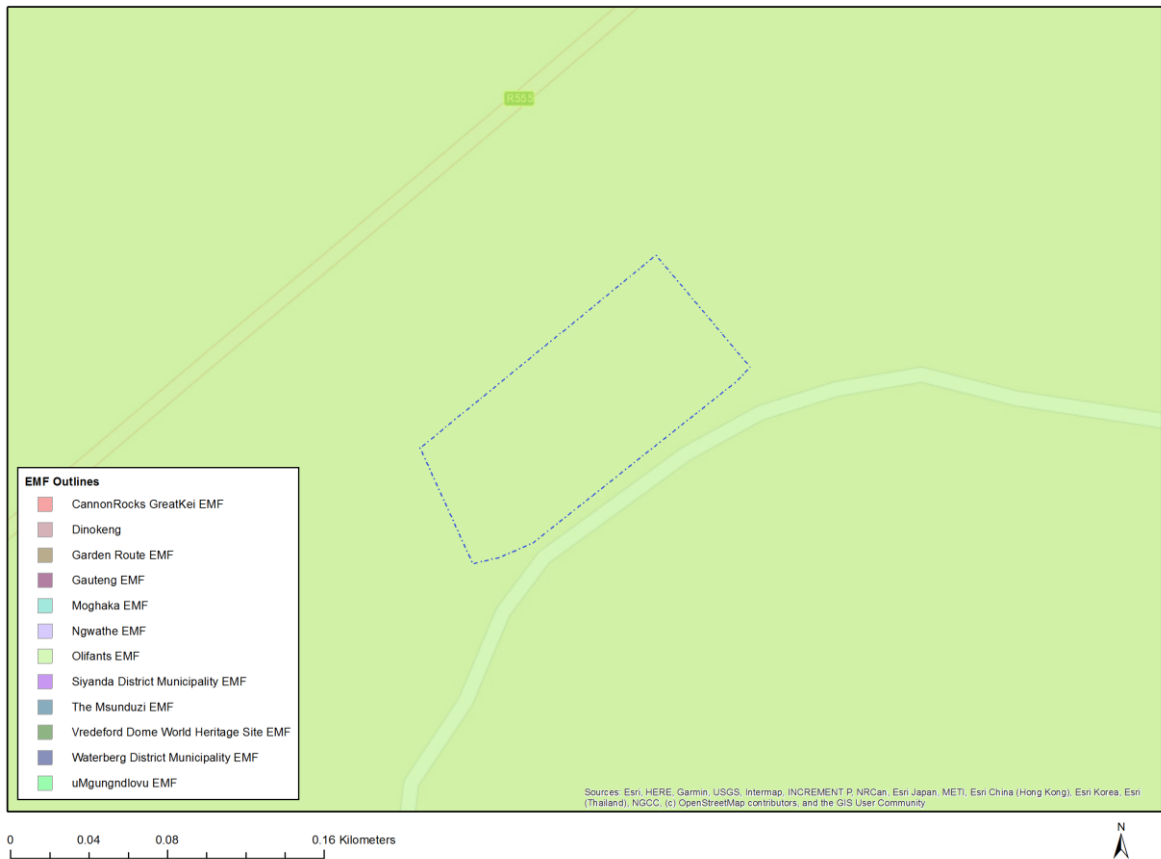 R555
EMF Outlines
CannonRocks GreatKei EMF
Dinokeng
Garden Route EMF
Gauteng EMF
Moghaka EMF
Ngwathe EMF
Olifants EMF
Siyanda District Municipality EMF
The Msunduzi EMF
Vredeford Dome World Heritage Site EMF
Waterberg District Municipality EMF
uMgungndlovu EMF
Sources: Esri, HERE, Garmin, USGS, Intermap, INCREMENT P, NRCan, Esri Japan, METI, Esri China (Hong Kong), Esri Korea, Esri
(Thailand), NGCC, (c) OpenStreetMap contributors, and the GIS User Community
0 0.04 0.08 0.16 Kilometers
N